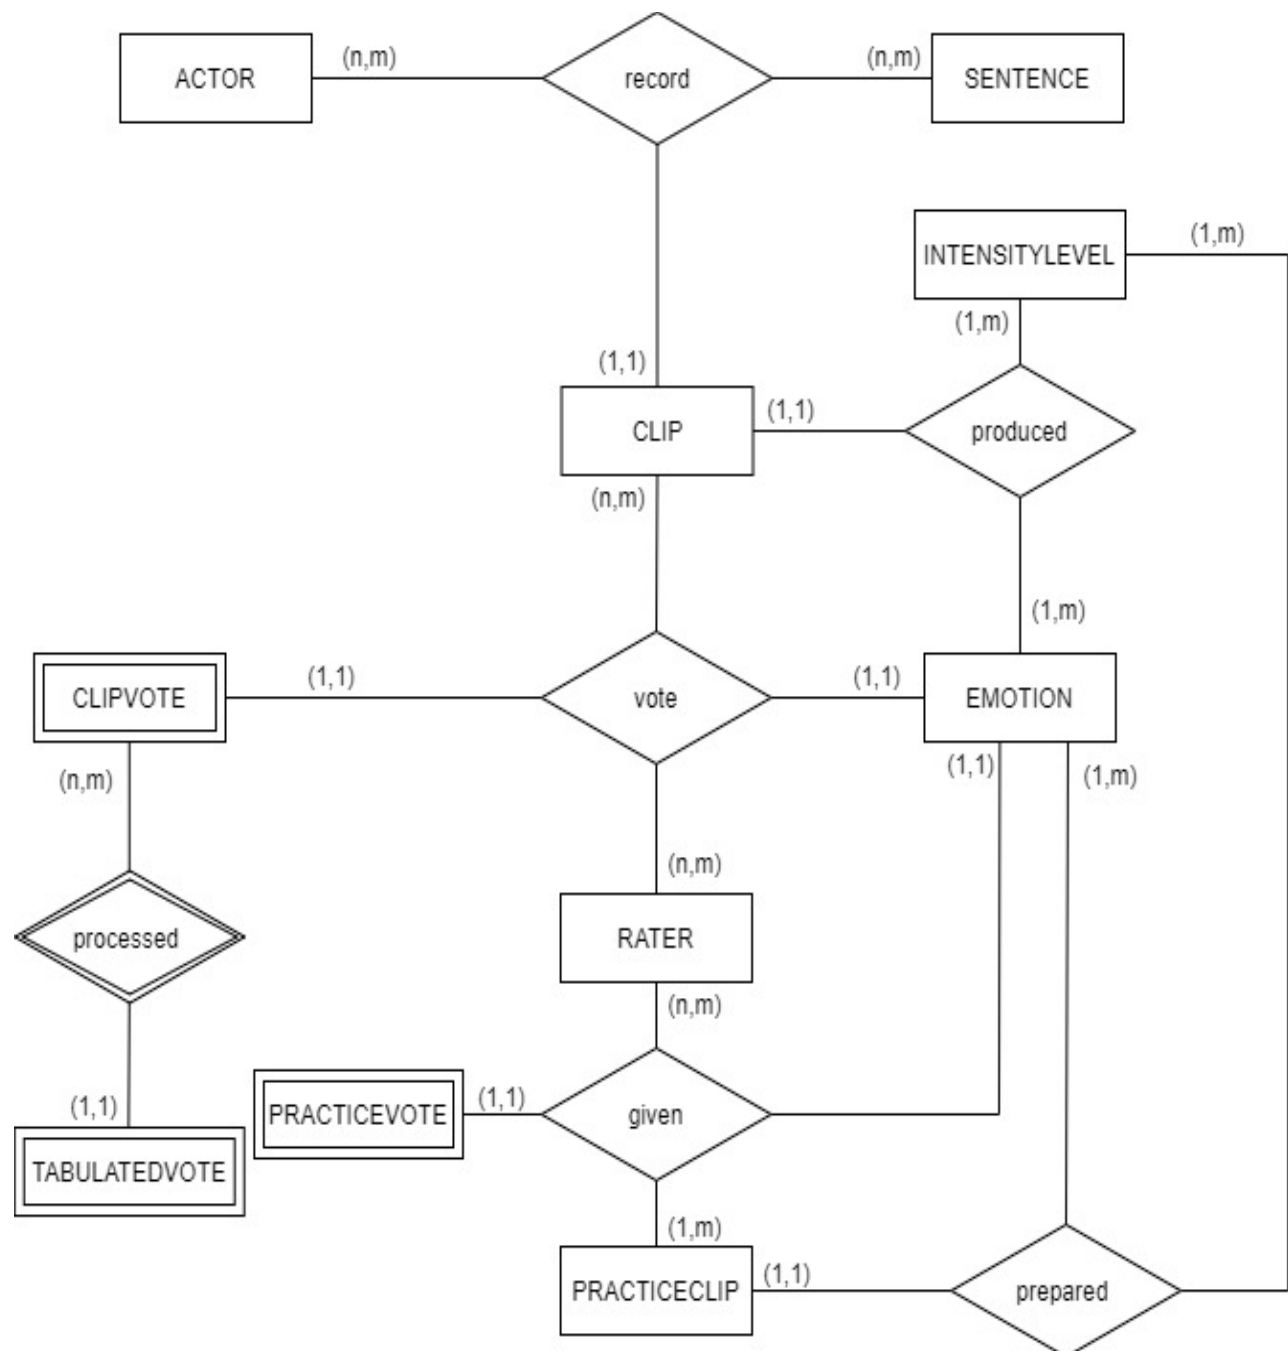 ACTOR
(n,m)
record
(n,m)
SENTENCE
INTENSITYLEVEL
(1,m)
(1,m)
(1,1)
CLIP
(1,1)
produced
(n,m)
(1,m)
CLIPVOTE
(1,1)
vote
(1,1)
EMOTION
(n,m)
(1,1)
(1,m)
(n,m)
RATER
processed
(n,m)
(1,1)
PRACTICEVOTE
(1,1)
given
TABULATEDVOTE
(1,m)
PRACTICECLIP
(1,1)
prepared